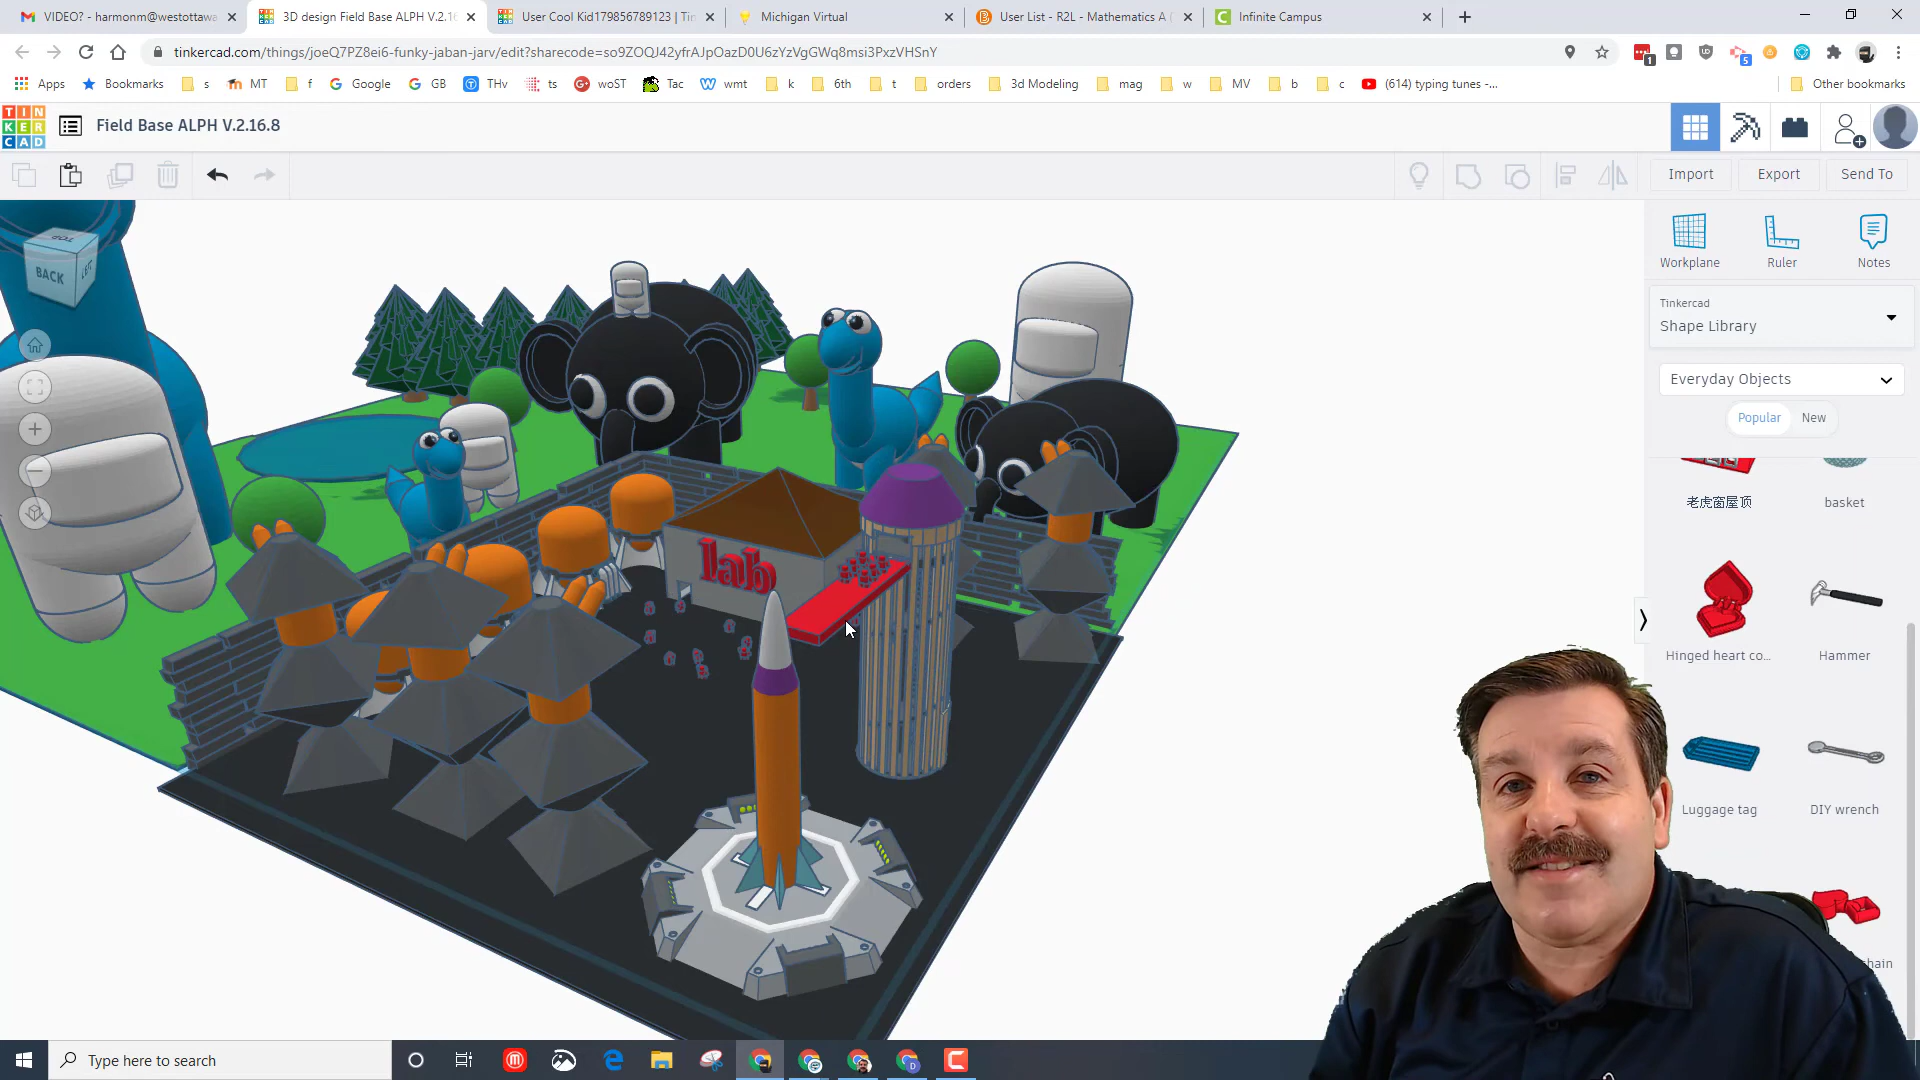 VIDEO? - harmonm@westottawa
3D design Field Base ALPH V.2.16
User Cool Kid179856789123 | Tin
Michigan Virtual
User List - R2L - Mathematics A (
Infinite Campus
tinkercad.com/things/joeQ7PZ8ei6-funky-jaban-jarv/edit?sharecode=so9ZOQJ42yfrAJpOazD0U6zYzVgGWq8msi3PxzVHSnY
1
5
Apps
Bookmarks
s
MT
f
Google
GB
THv
ts
woST
Tac
wmt
k
6th
t
orders
3d Modeling
mag
w
MV
b
c
(614) typing tunes -...
Other bookmarks
TIN
KER
CAD
Field Base ALPH V.2.16.8
Import
Export
Send To
TOP
BACK
LEFT
Workplane
Ruler
Notes
Tinkercad
Shape Library
Everyday Objects
Popular
New
老虎窗屋顶
basket
Hinged heart co...
Hammer
lab
Luggage tag
DIY wrench
hain
Type here to search